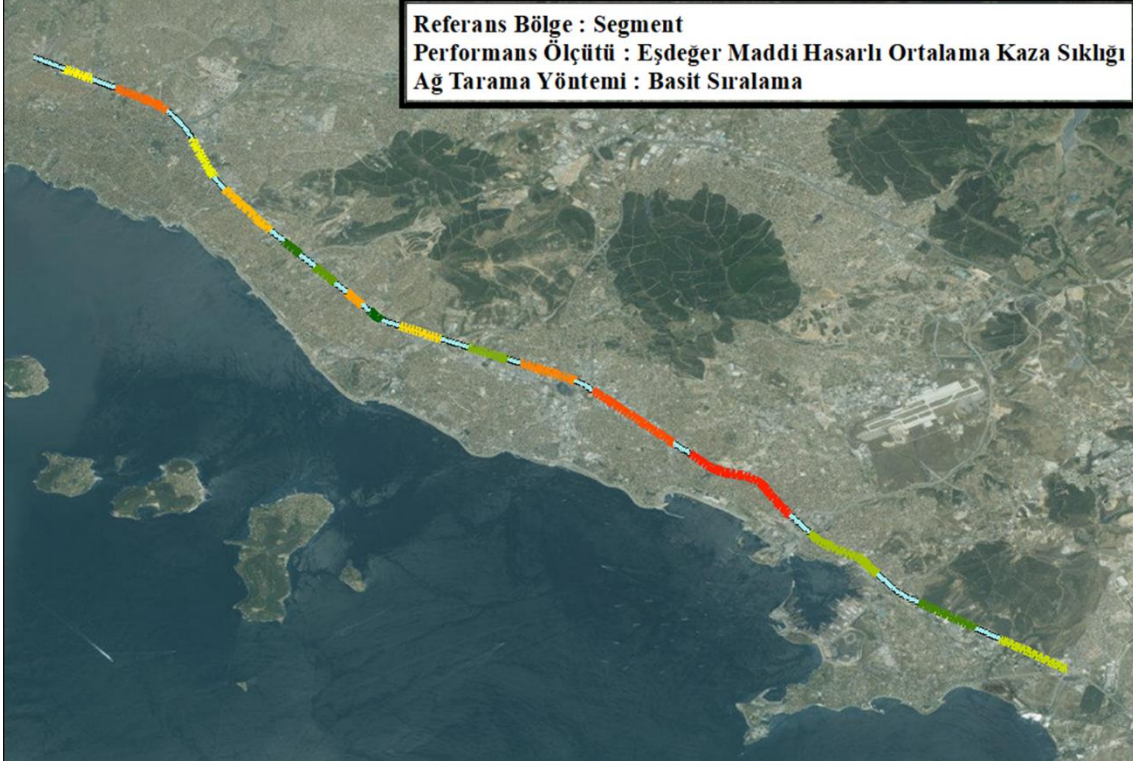 Referans Bölge : Segment
Performans Ölçütü : Eşdeğer Maddi Hasarlı Ortalama Kaza Sıklığı
Ağ Tarama Yöntemi : Basit Sıralama